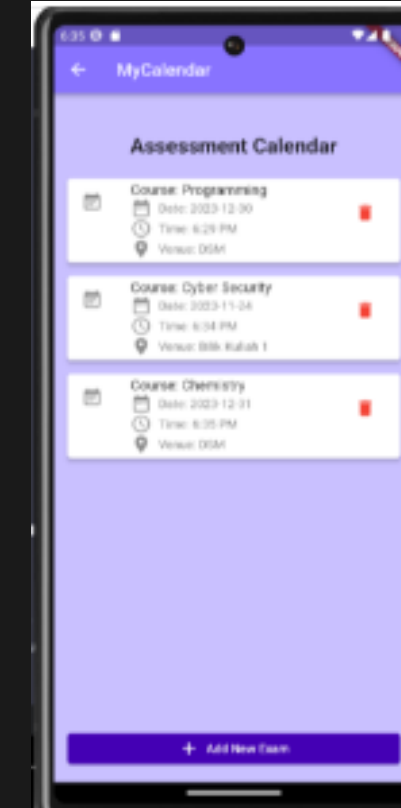 6:35
MyCalendar
Assessment Calendar
Course: Programming
Date: 2023-12-30
Time: 6:29 PM
Venue: DSM
Course: Cyber Security
Date: 2023-11-24
Time: 6:34 PM
Venue: Bilik Kuliah 1
Course: Chemistry
Date: 2023-12-31
Time: 6:35 PM
Venue: DSM
+ Add New Exam